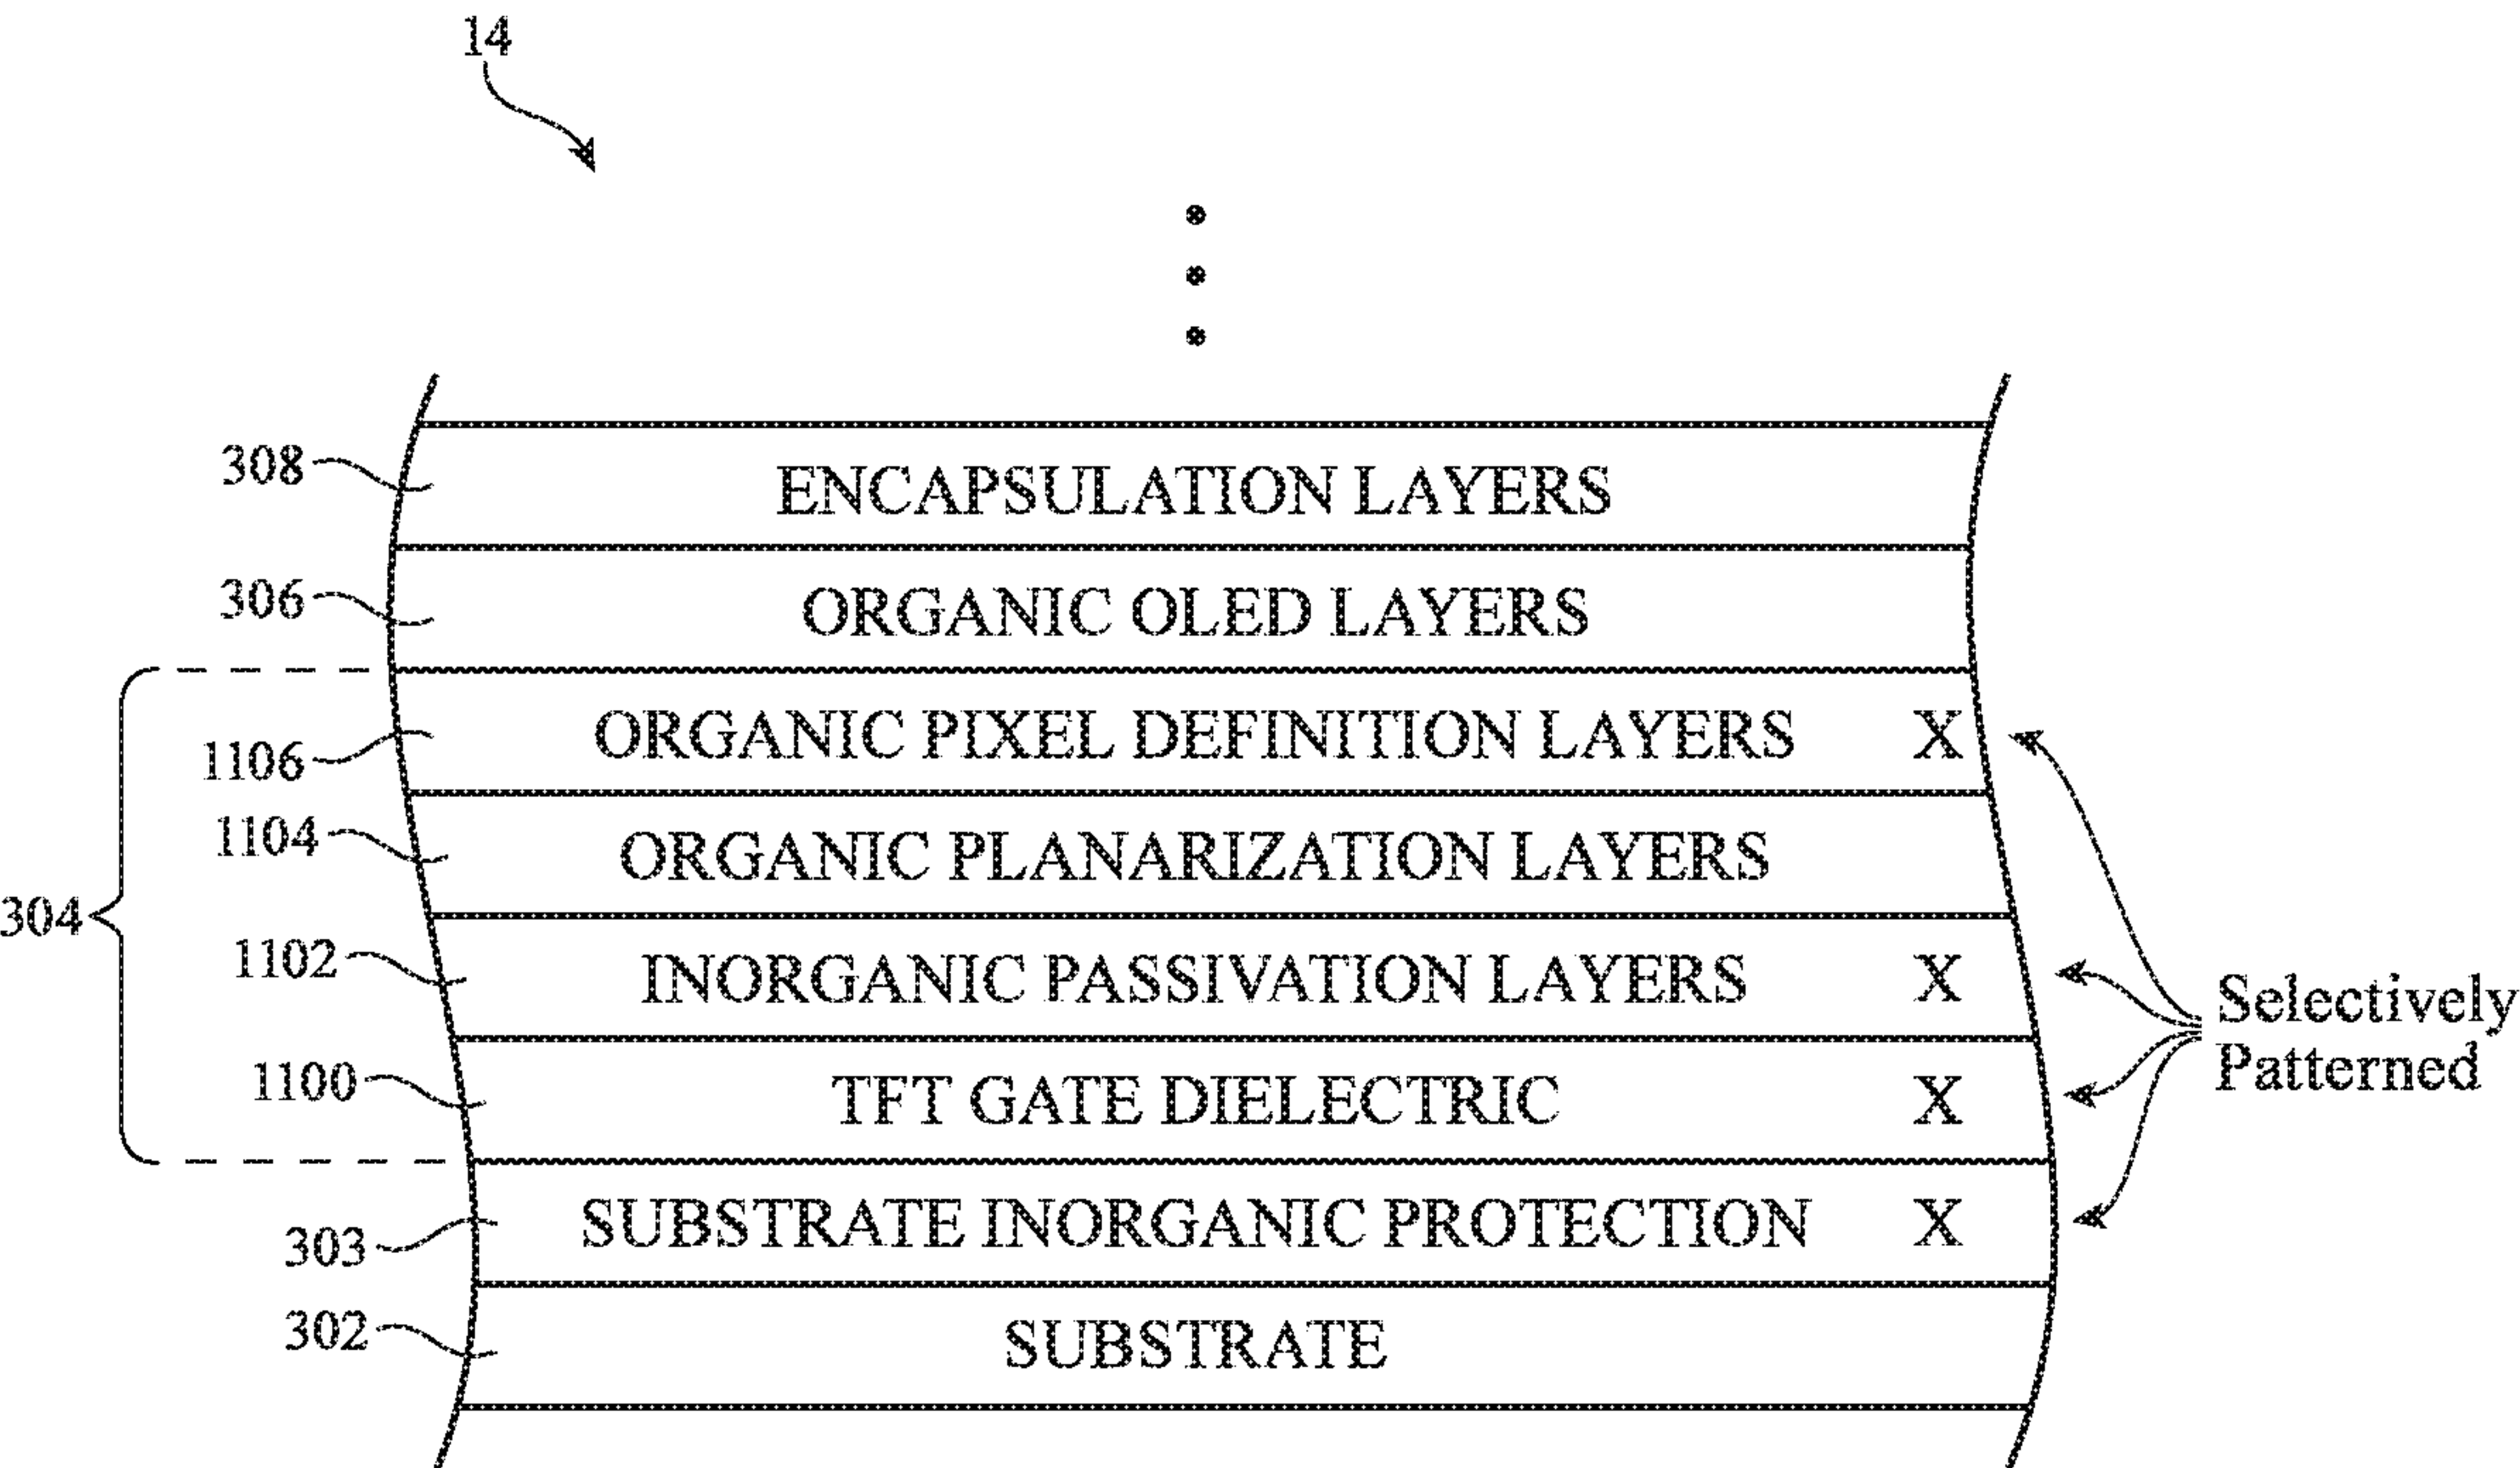 14
308 ENCAPSULATION LAYERS
306 ORGANIC OLED LAYERS
1106 ORGANIC PIXEL DEFINITION LAYERS X
1104 ORGANIC PLANARIZATION LAYERS
304
1102 INORGANIC PASSIVATION LAYERS X
Selectively
Patterned
1100 TFT GATE DIELECTRIC X
303 SUBSTRATE INORGANIC PROTECTION X
302 SUBSTRATE